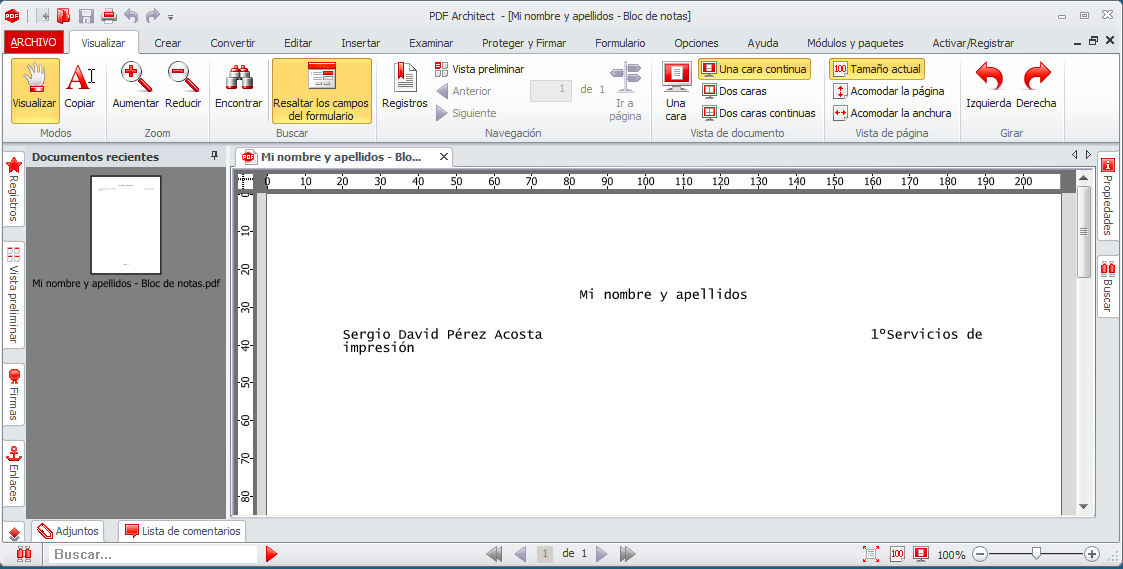 PDF Architect - [Mi nombre y apellidos - Bloc de notas]
ARCHIVO Visualizar Crear Convertir Editar Insertar Examinar Proteger y Firmar Formulario Opciones Ayuda Módulos y paquetes Activar/Registrar
Visualizar
Copiar
Modos
Aumentar
Reducir
Zoom
Encontrar
Resaltar los campos
del formulario
Buscar
Registros
Vista preliminar
Anterior
Siguiente
1 de 1
Ir a
página
Navegación
Una
cara
Una cara continua
Dos caras
Dos caras continuas
Vista de documento
100 Tamaño actual
Acomodar la página
Acomodar la anchura
Vista de página
Izquierda
Derecha
Girar
Registros
Vista preliminar
Firmas
Enlaces
Documentos recientes
Mi nombre y apellidos - Bloc de notas.pdf
PDF Mi nombre y apellidos - Blo...
0 10 20 30 40 50 60 70 80 90 100 110 120 130 140 150 160 170 180 190 200
0
10
20
30
40
50
60
70
80
Mi nombre y apellidos
Sergio David Pérez Acosta 1ºServicios de
impresión
Propiedades
Buscar
Adjuntos
Lista de comentarios
Buscar...
1 de 1
100
100%